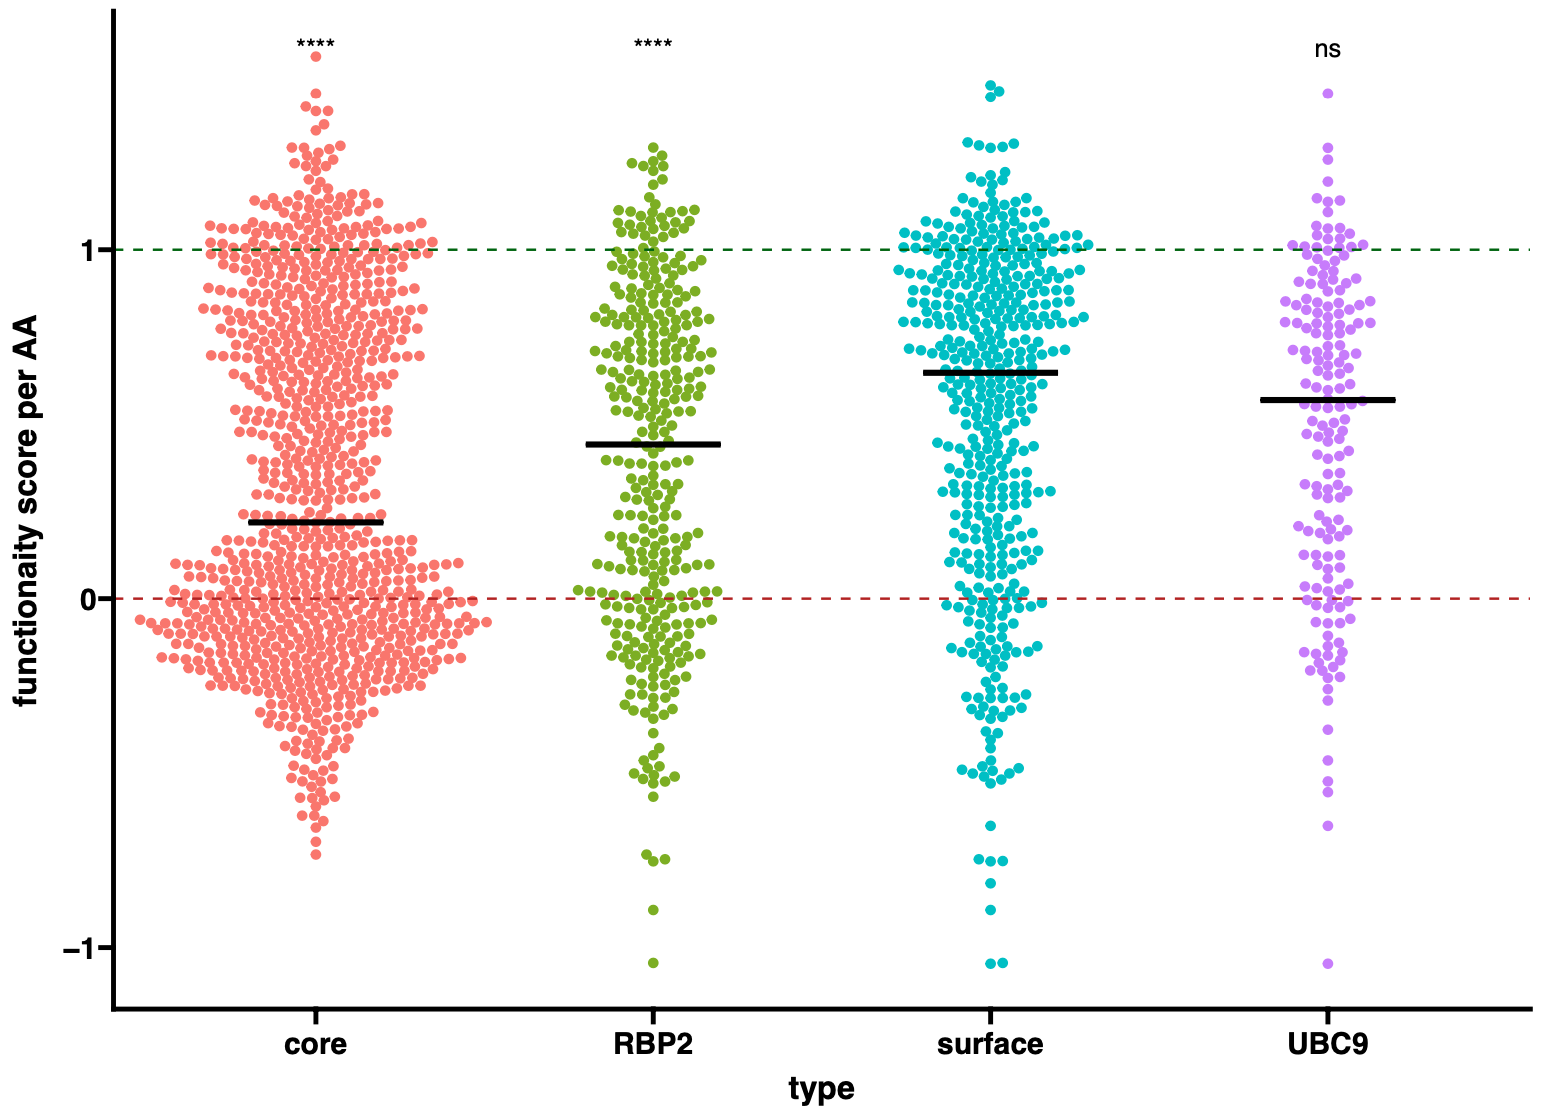 **** **** ns
functionaity score per AA
1
0
−1
core RBP2 surface UBC9
type